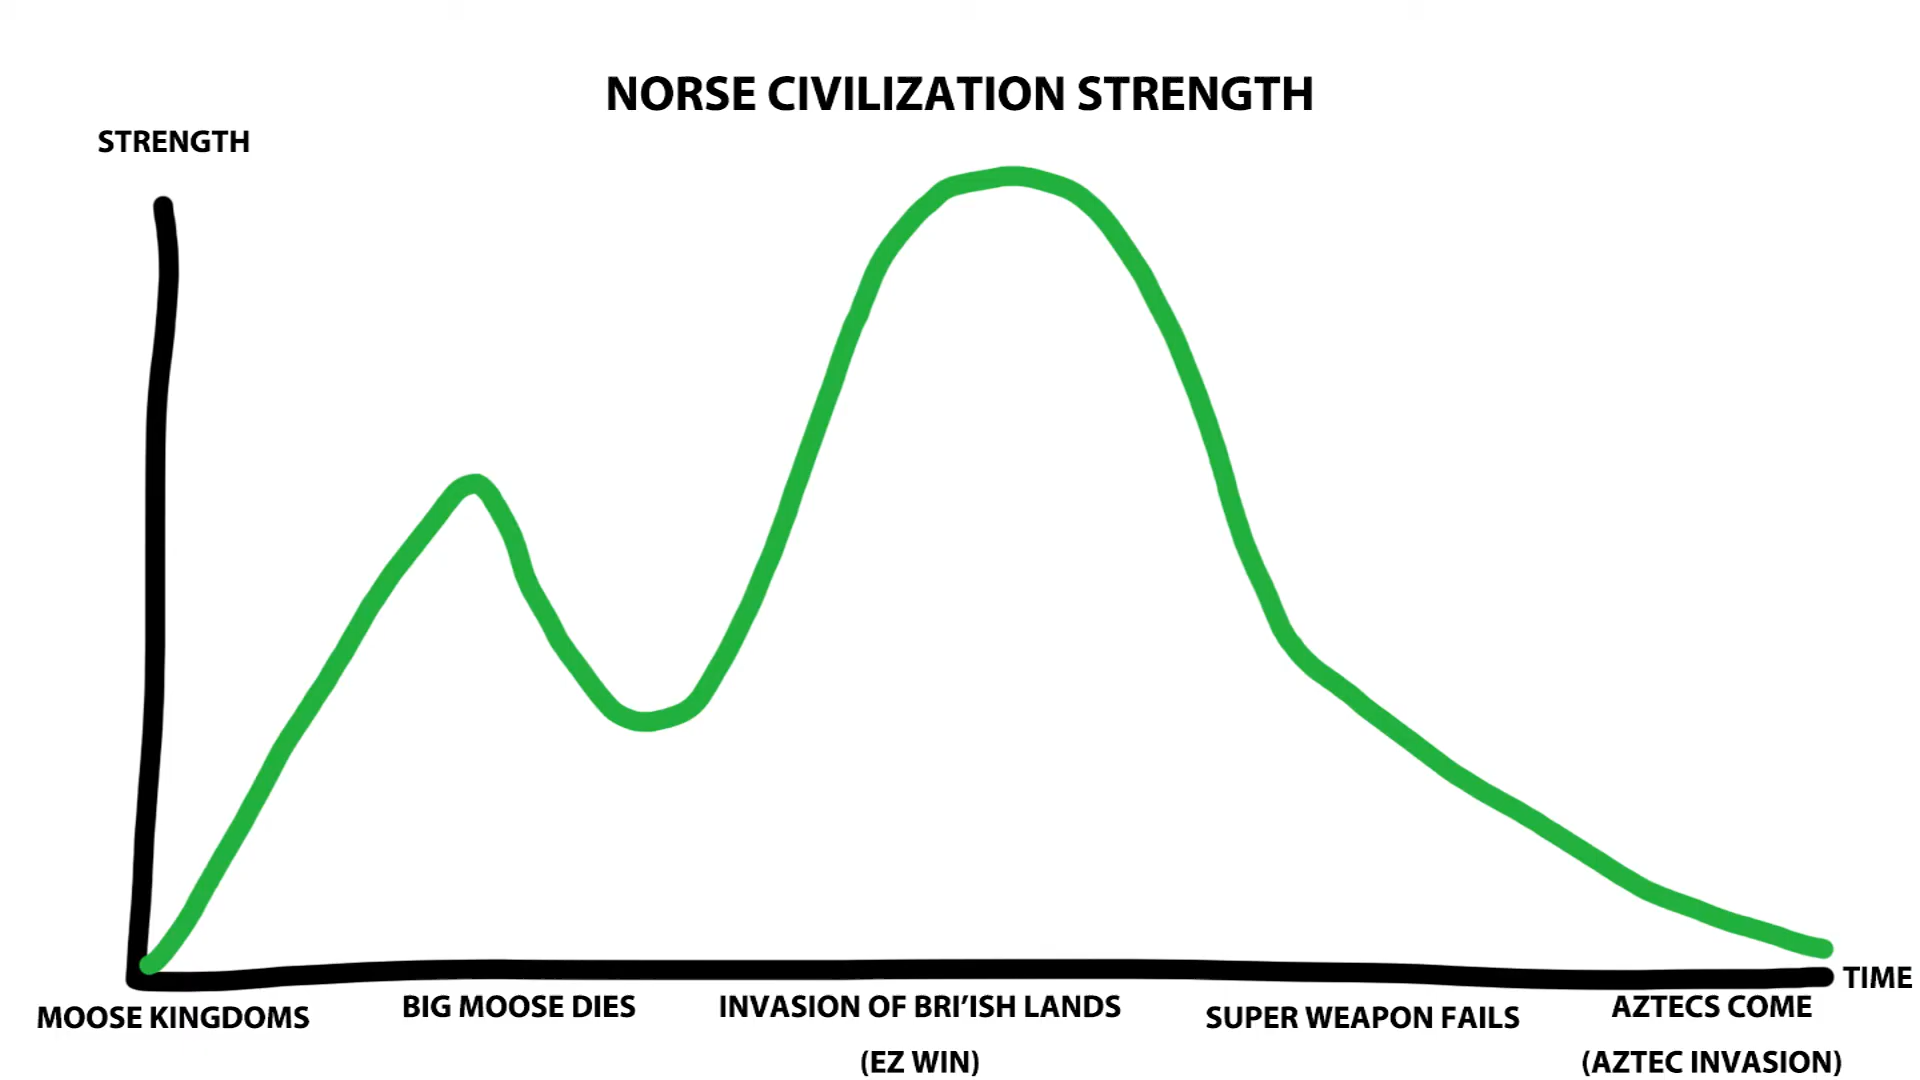 NORSE CIVILIZATION STRENGTH
STRENGTH
TIME
MOOSE KINGDOMS
BIG MOOSE DIES
INVASION OF BRI'ISH LANDS
(EZ WIN)
SUPER WEAPON FAILS
AZTECS COME
(AZTEC INVASION)